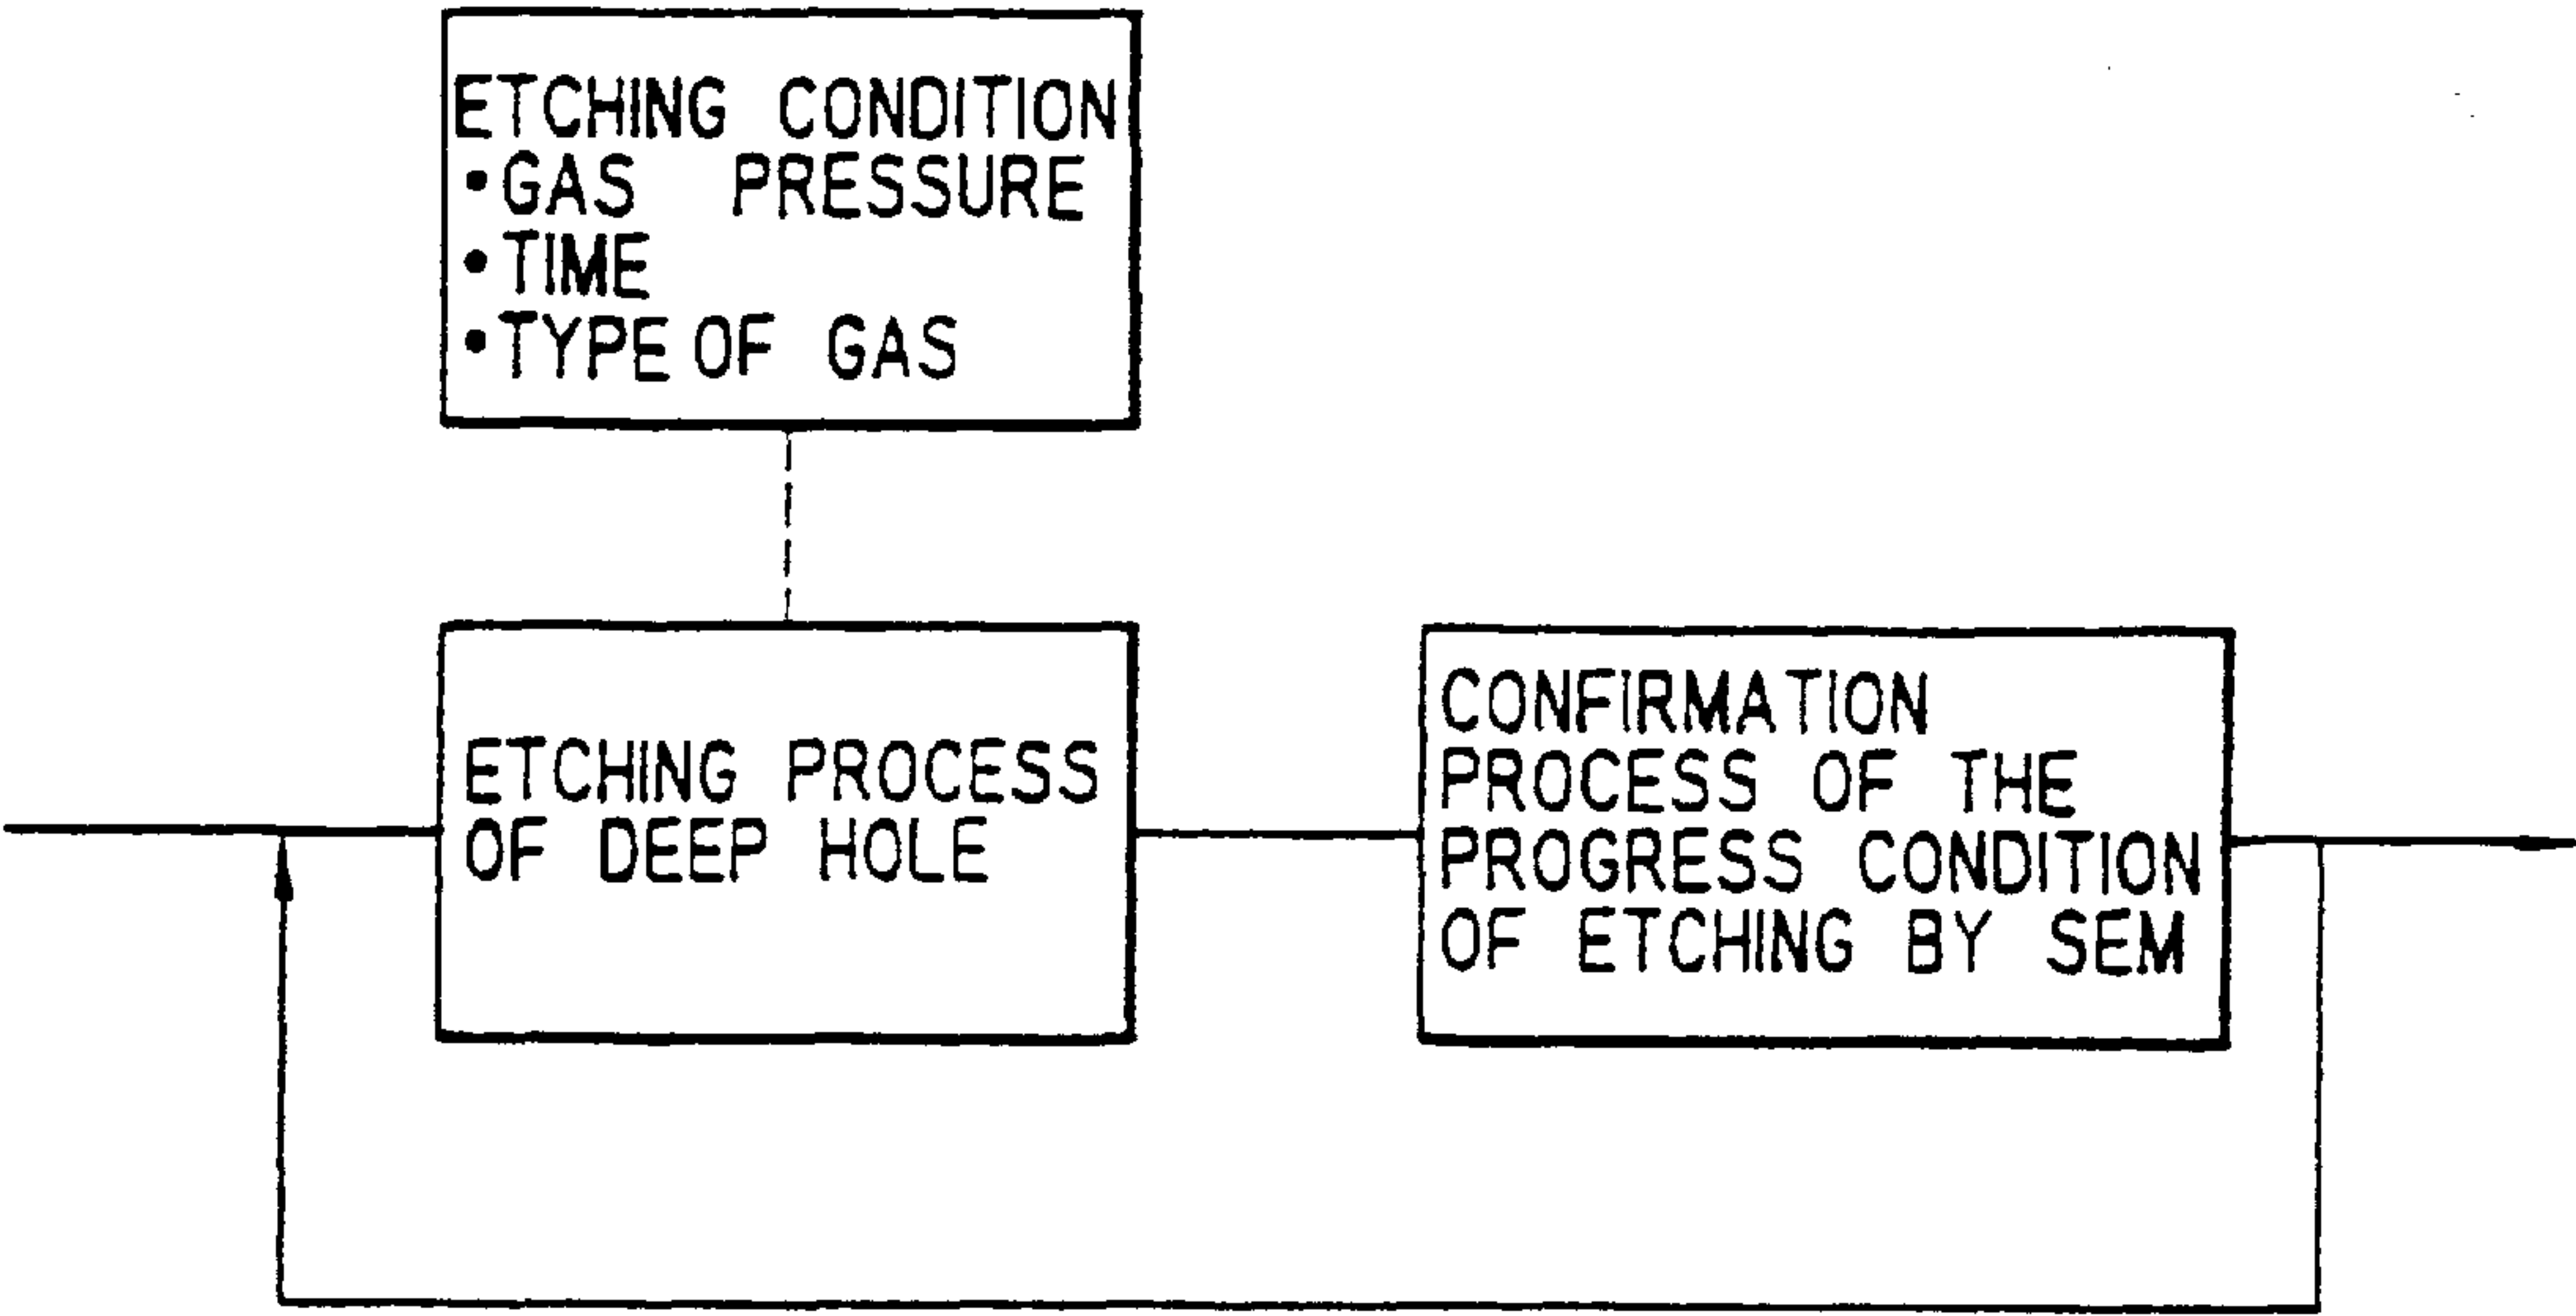 ETCHING CONDITION
•GAS PRESSURE
•TIME
•TYPE OF GAS
ETCHING PROCESS
OF DEEP HOLE
CONFIRMATION
PROCESS OF THE
PROGRESS CONDITION
OF ETCHING BY SEM